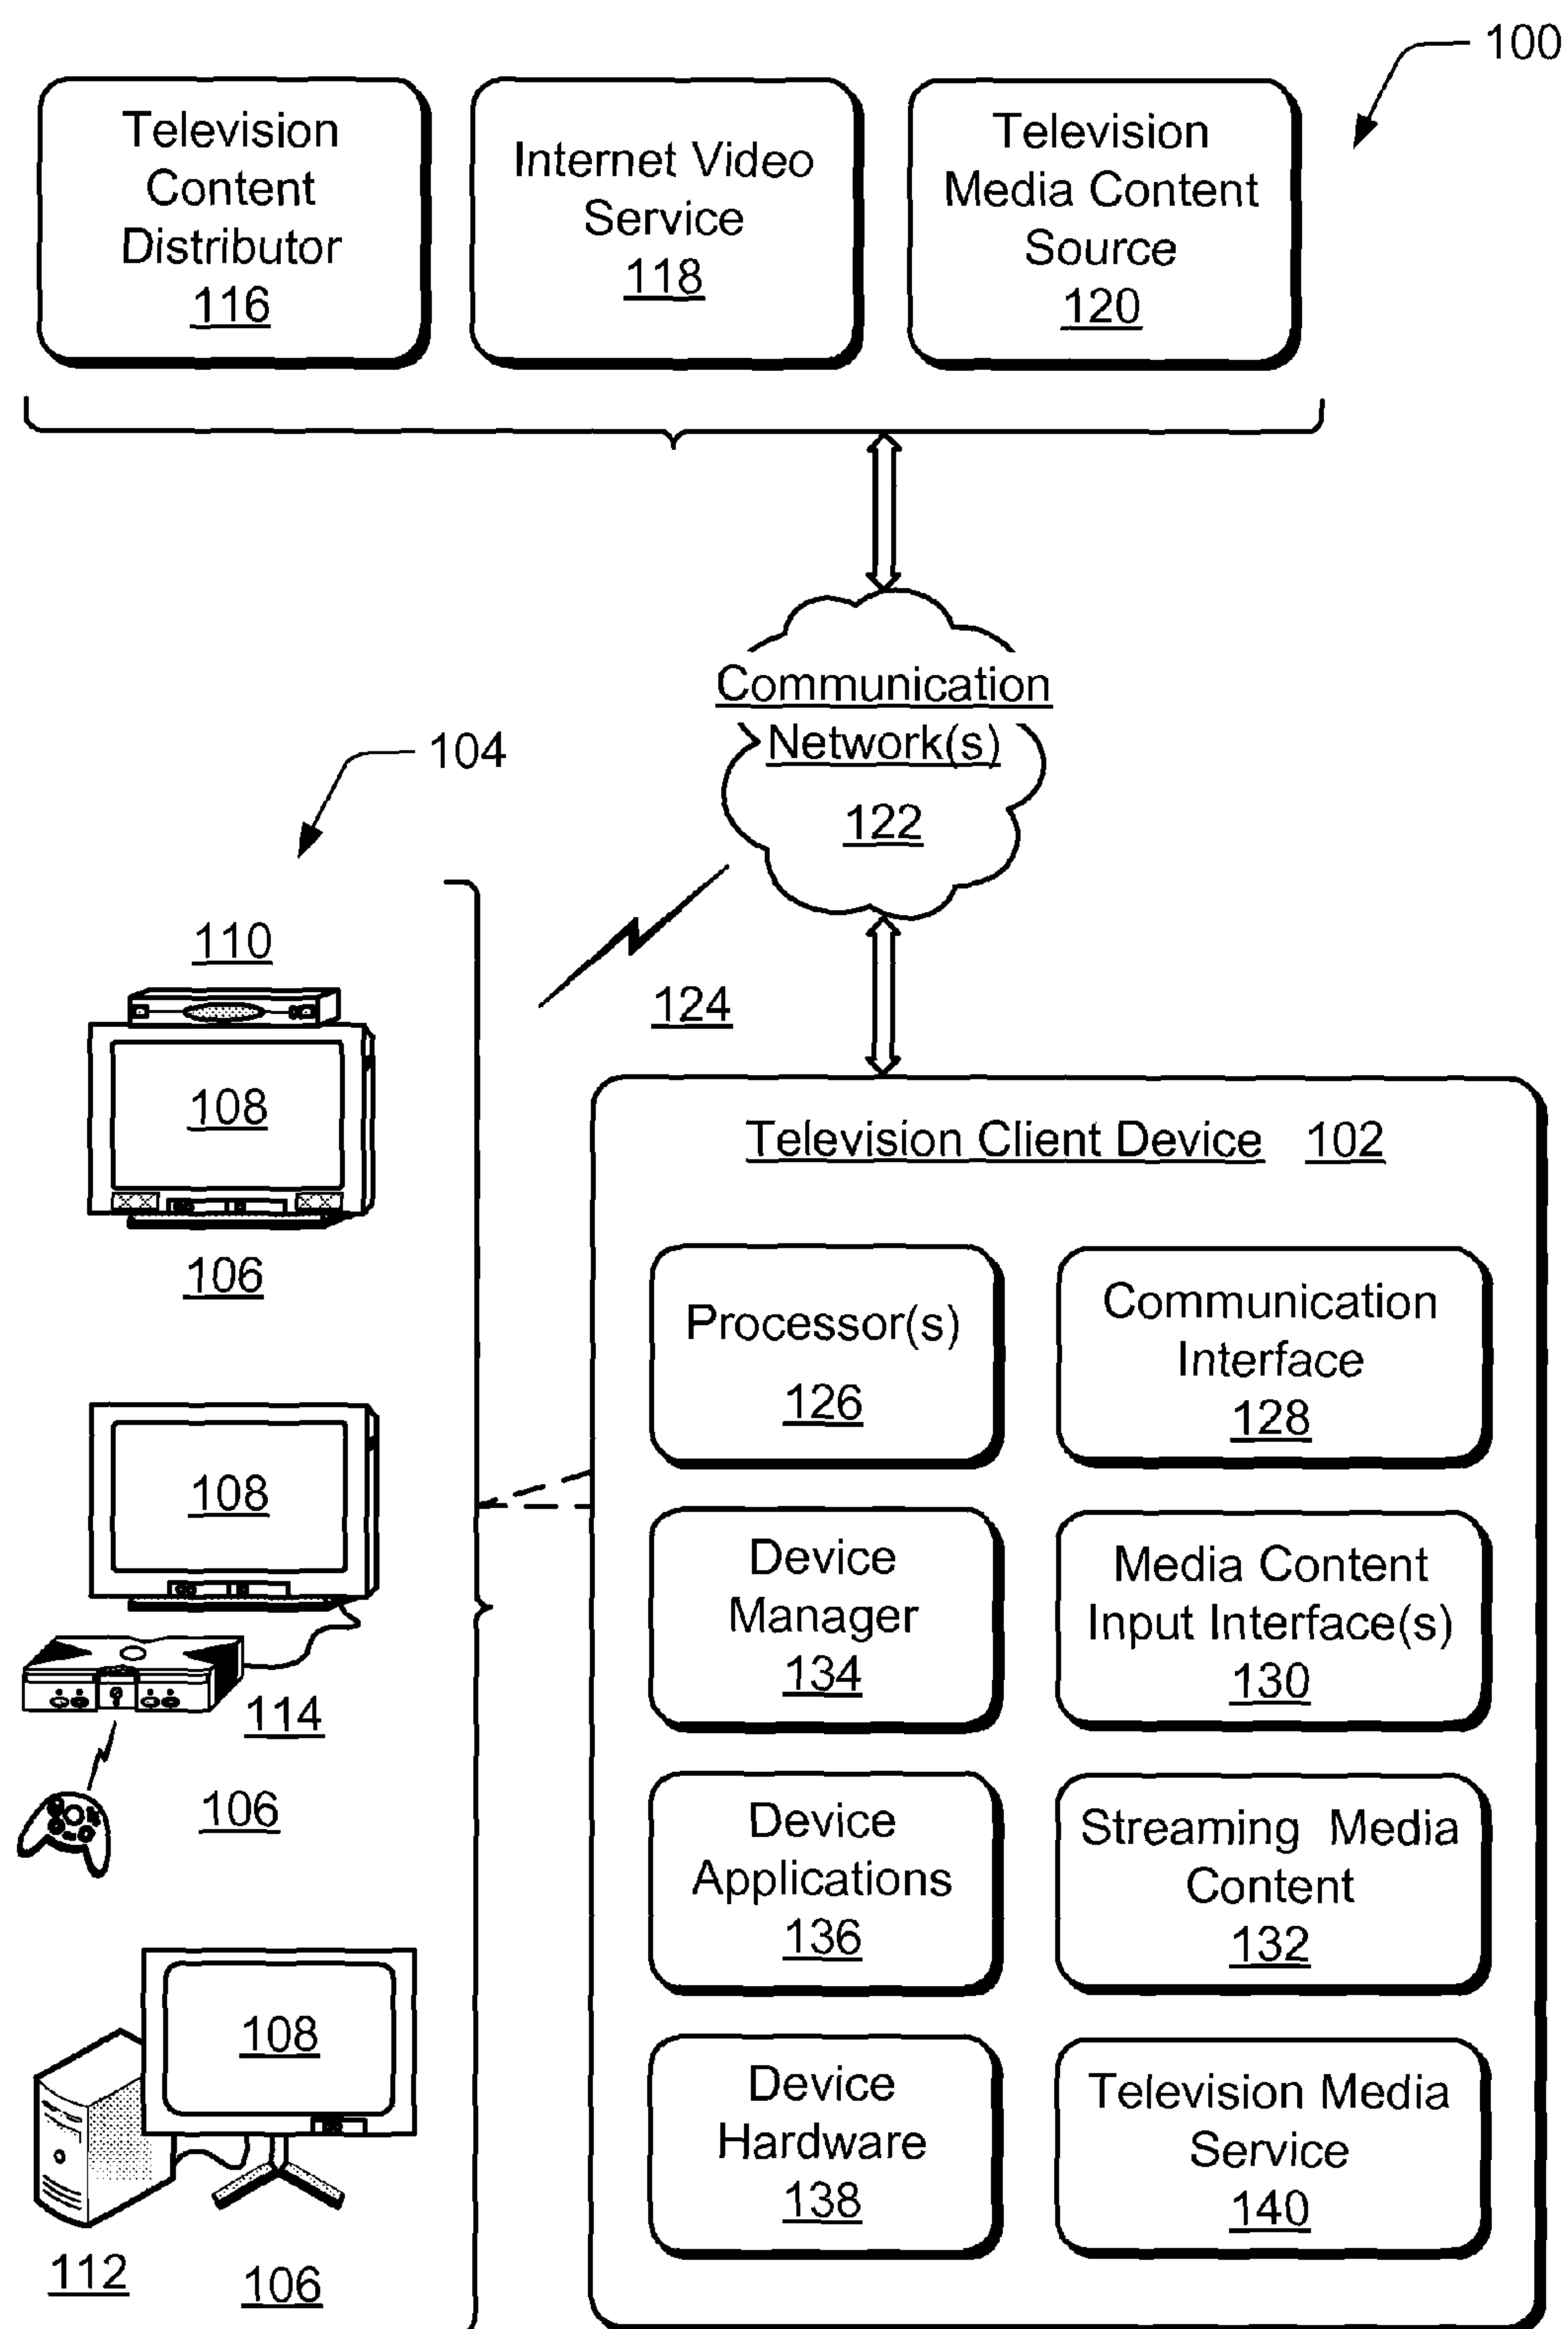 100
Television
Content
Distributor
116
Internet Video
Service
118
Television
Media Content
Source
120
Communication
Network(s)
122
104
124
110
108
106
108
114
106
108
112
106
Television Client Device 102
Processor(s)
126
Communication
Interface
128
Device
Manager
134
Media Content
Input Interface(s)
130
Device
Applications
136
Streaming Media
Content
132
Device
Hardware
138
Television Media
Service
140